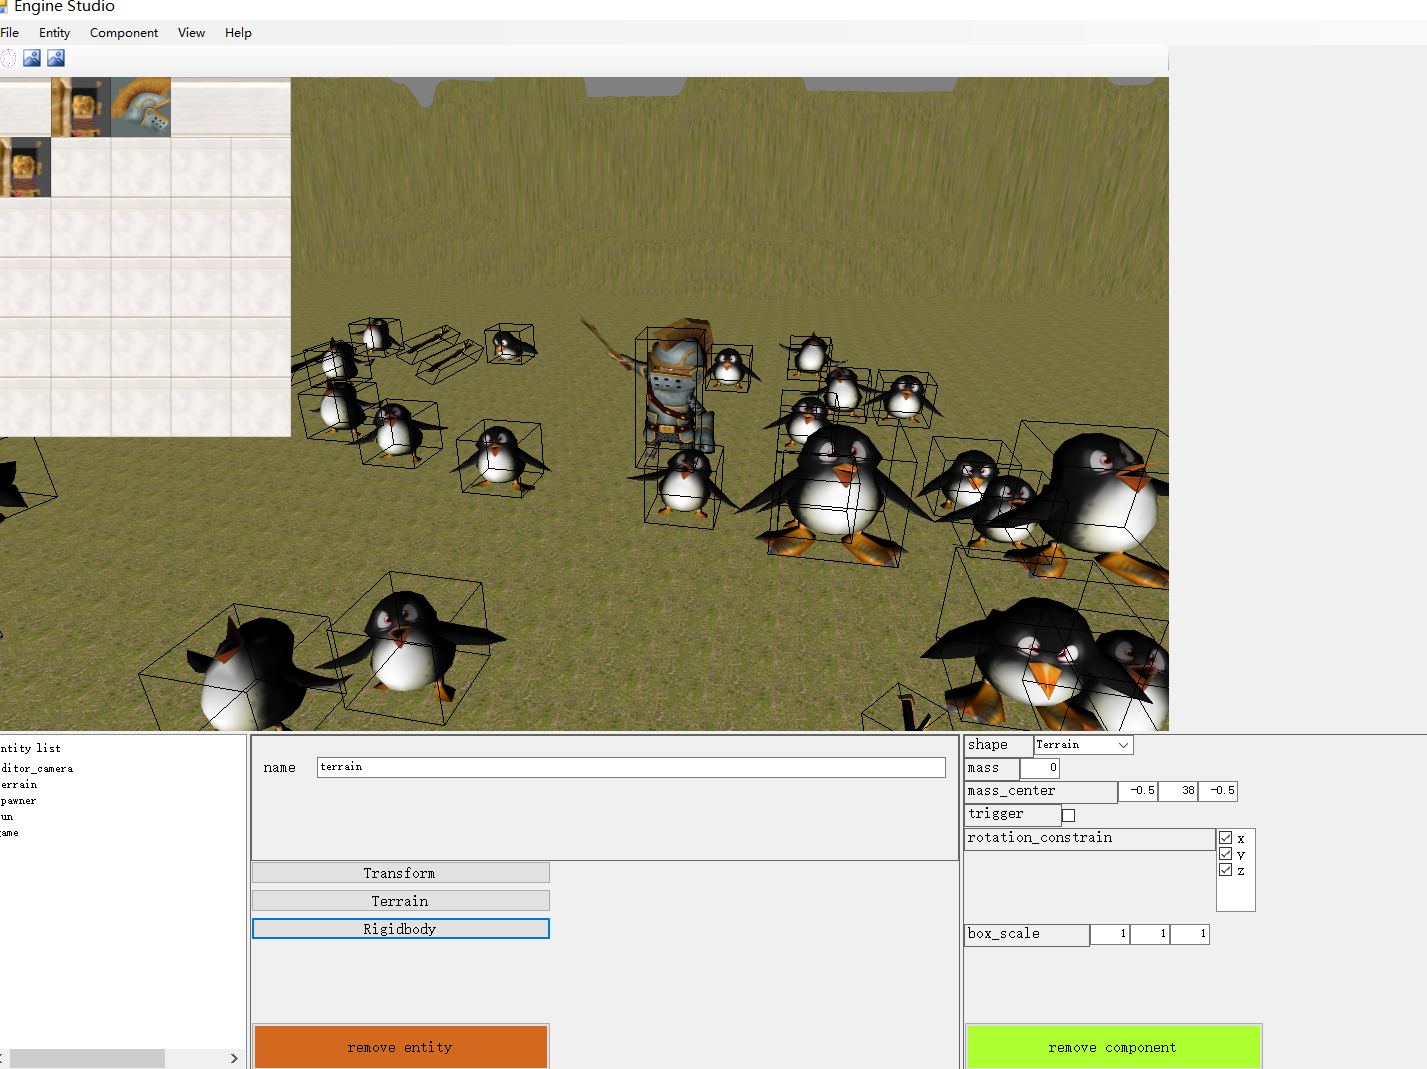 Engine Studio
File Entity Component View Help
ntity list
ditor_camera
errain
pawner
un
ame
name terrain
Transform
Terrain
Rigidbody
remove entity
shape Terrain
mass 0
mass_center -0.5 38 -0.5
trigger
rotation_constrain x
y
z
box_scale 1 1 1
remove component